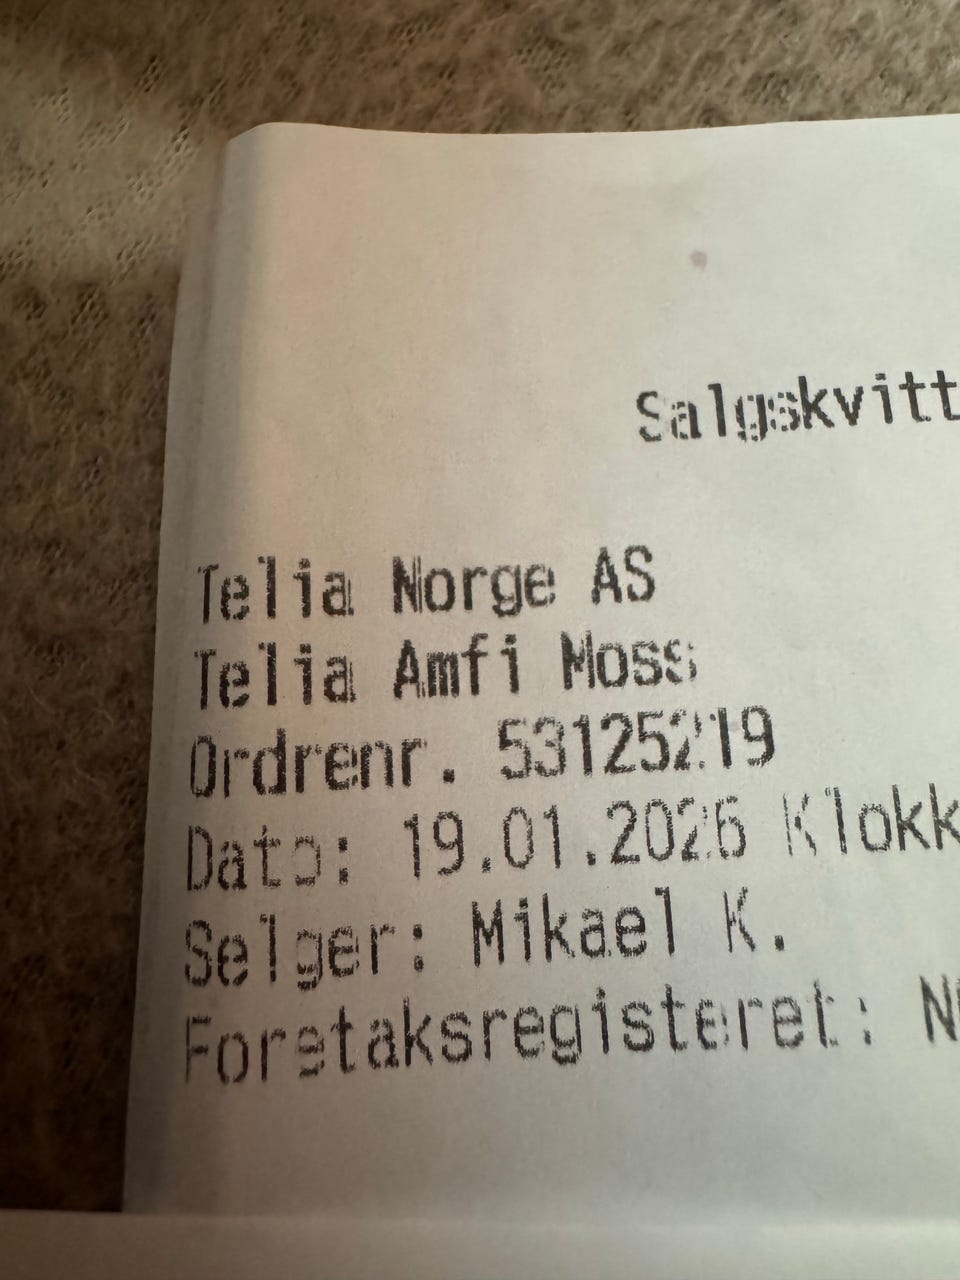 Salgskvitt
Telia Norge AS
Telia Amfi Moss
Ordrenr. 53125219
Dato: 19.01.2026 Klokk
Selger: Mikael K.
Foretaksregisteret: N